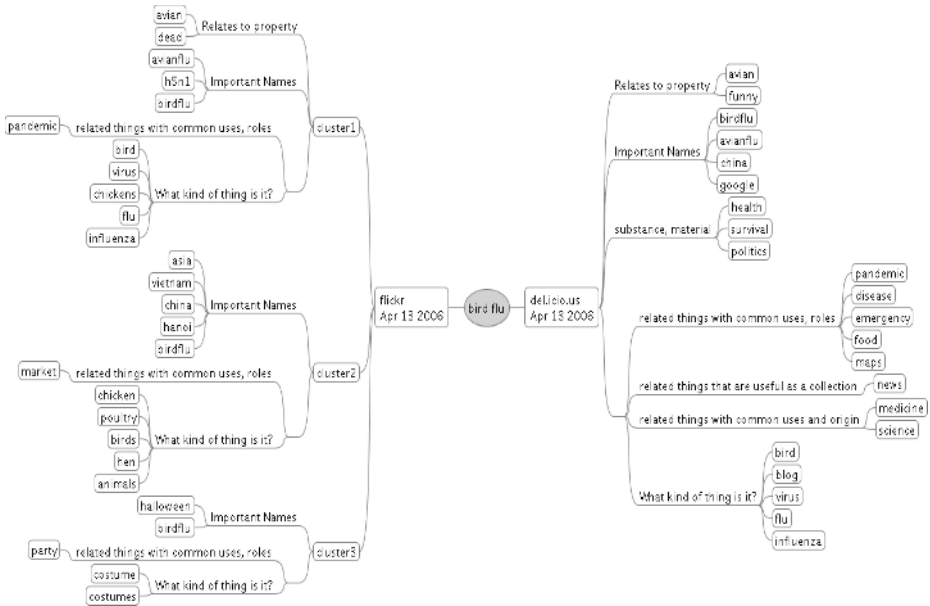 avian
dead
Relates to property
avianflu
h5n1
birdflu
Important Names
pandemic
related things with common uses, roles
bird
virus
chickens
flu
influenza
What kind of thing is it?
cluster1
asia
vietnam
china
hanoi
birdflu
Important Names
market
related things with common uses, roles
chicken
poultry
birds
hen
animals
What kind of thing is it?
cluster2
halloween
birdflu
Important Names
party
related things with common uses, roles
costume
costumes
What kind of thing is it?
cluster3
flickr
Apr 13 2006
bird flu
del.icio.us
Apr 13 2006
Relates to property
avian
funny
Important Names
birdflu
avianflu
china
google
substance, material
health
survival
politics
related things with common uses, roles
pandemic
disease
emergency
food
maps
related things that are useful as a collection
news
related things with common uses and origin
medicine
science
What kind of thing is it?
bird
blog
virus
flu
influenza